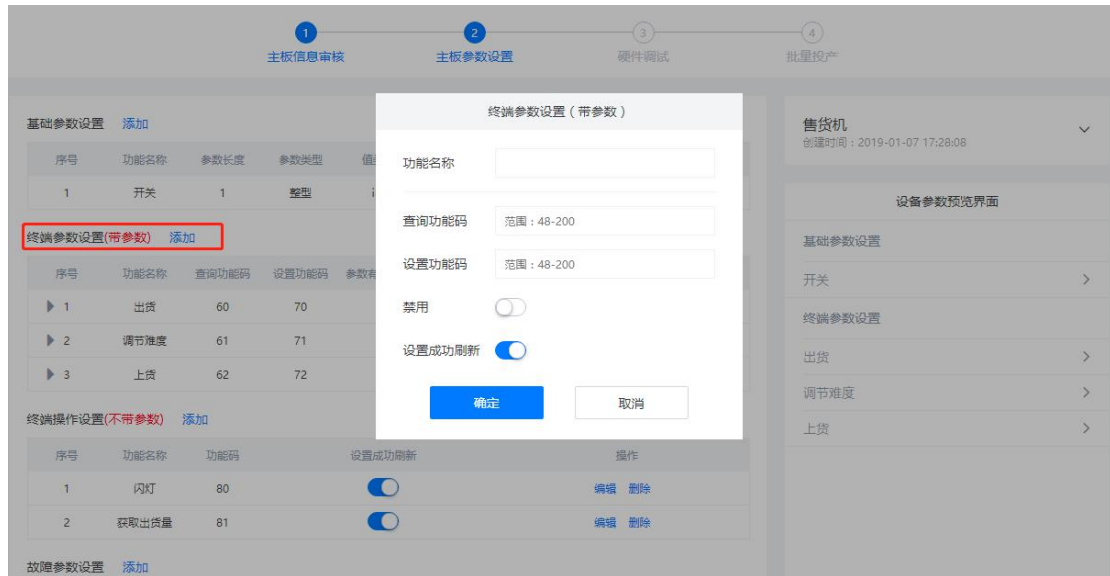 1 2 3 4
主板信息审核 主板参数设置 硬件调试 批量投产
基础参数设置 添加
序号 功能名称 参数长度 参数类型
1 开关 1 整型
终端参数设置(带参数) 添加
序号 功能名称 查询功能码 设置功能码 参数有
1 出货 60 70
2 调节难度 61 71
3 上货 62 72
终端操作设置(不带参数) 添加
序号 功能名称 功能码 设置成功刷新 操作
1 闪灯 80 编辑 删除
2 获取出货量 81 编辑 删除
故障参数设置 添加
终端参数设置（带参数）
功能名称
查询功能码 范围：48-200
设置功能码 范围：48-200
禁用
设置成功刷新
确定 取消
售货机
创建时间：2019-01-07 17:28:08
设备参数预览界面
基础参数设置
开关
终端参数设置
出货
调节难度
上货